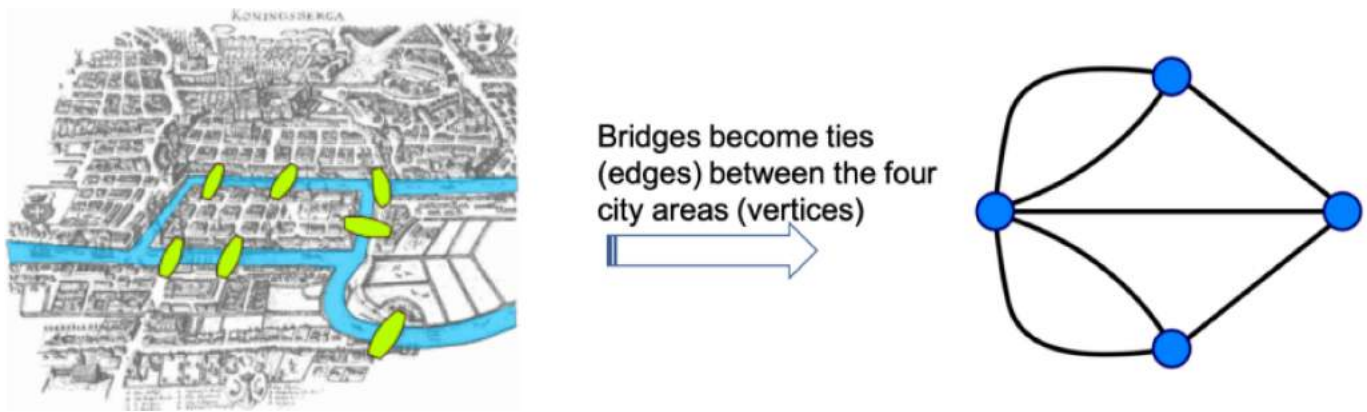 KONINGSBERGA
Bridges become ties
(edges) between the four
city areas (vertices)